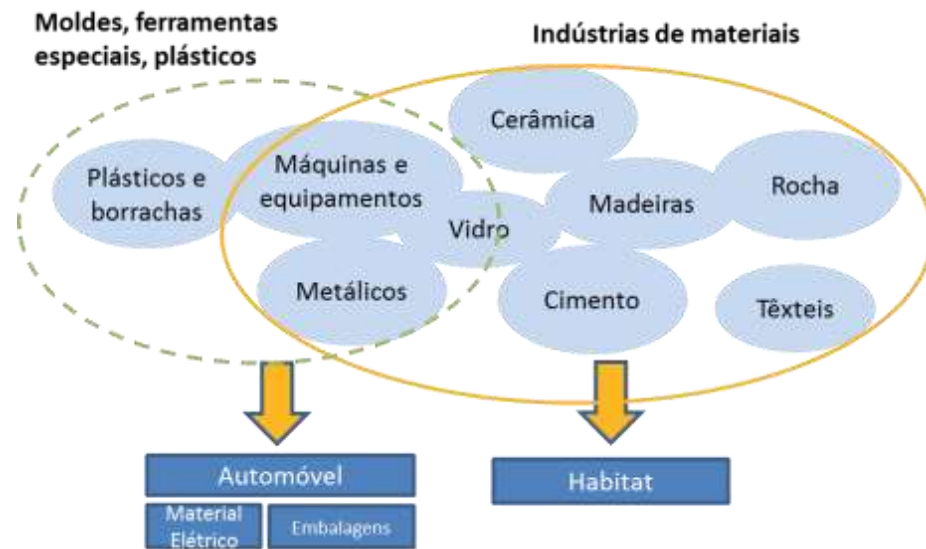 Moldes, ferramentas
especiais, plásticos
Indústrias de materiais
Cerâmica
Plásticos e
borrachas
Máquinas e
equipamentos
Vidro
Madeiras
Rocha
Metálicos
Cimento
Têxteis
Automóvel
Material
Elétrico
Embalagens
Habitat